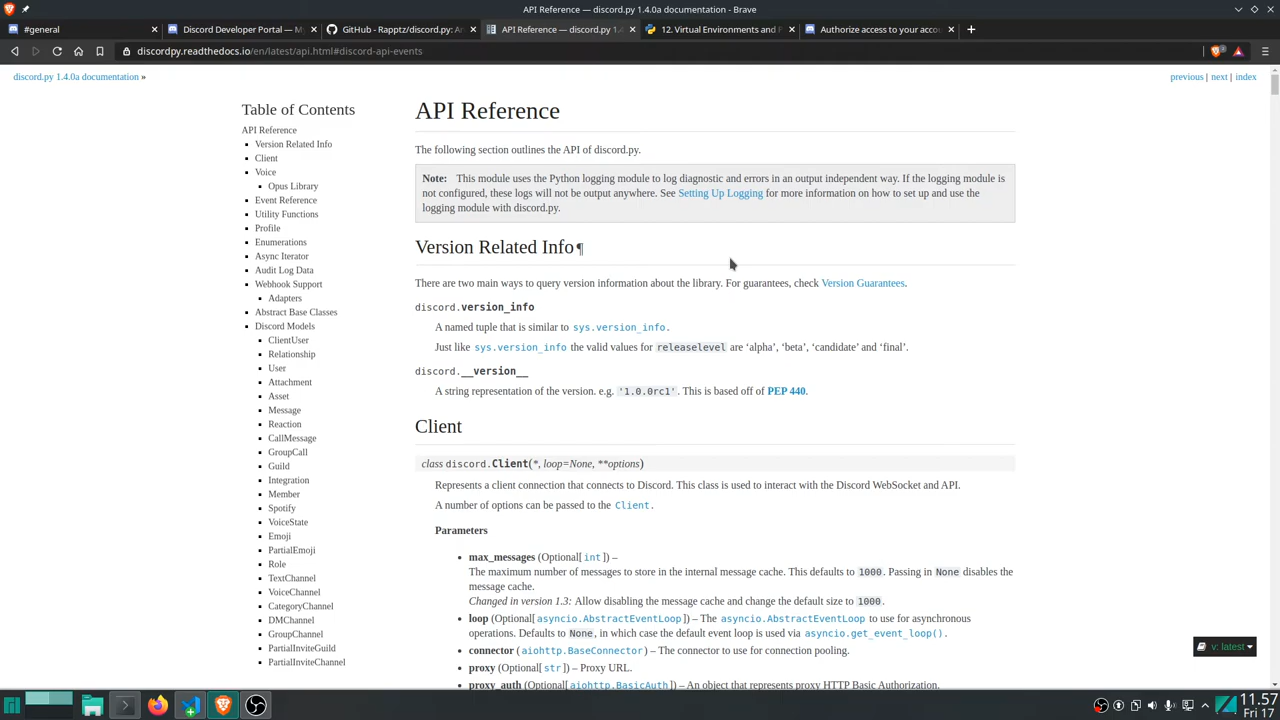 API Reference — discord.py 1.4.0a documentation - Brave
#general
Discord Developer Portal — M
GitHub - Rapptz/discord.py: A
API Reference — discord.py 1.4
12. Virtual Environments and
Authorize access to your acco
discordpy.readthedocs.io/en/latest/api.html#discord-api-events
discord.py 1.4.0a documentation »
previous | next | index
Table of Contents
API Reference
Version Related Info
Client
Voice
Opus Library
Event Reference
Utility Functions
Profile
Enumerations
Async Iterator
Audit Log Data
Webhook Support
Adapters
Abstract Base Classes
Discord Models
ClientUser
Relationship
User
Attachment
Asset
Message
Reaction
CallMessage
GroupCall
Guild
Integration
Member
Spotify
VoiceState
Emoji
PartialEmoji
Role
TextChannel
VoiceChannel
CategoryChannel
DMChannel
GroupChannel
PartialInviteGuild
PartialInviteChannel
API Reference
The following section outlines the API of discord.py.
Note: This module uses the Python logging module to log diagnostic and errors in an output independent way. If the logging module is
not configured, these logs will not be output anywhere. See Setting Up Logging for more information on how to set up and use the
logging module with discord.py.
Version Related Info¶
There are two main ways to query version information about the library. For guarantees, check Version Guarantees.
discord.version_info
A named tuple that is similar to sys.version_info.
Just like sys.version_info the valid values for releaselevel are ‘alpha’, ‘beta’, ‘candidate’ and ‘final’.
discord.__version__
A string representation of the version. e.g. '1.0.0rc1'. This is based off of PEP 440.
Client
class discord.Client(*, loop=None, **options)
Represents a client connection that connects to Discord. This class is used to interact with the Discord WebSocket and API.
A number of options can be passed to the Client.
Parameters
max_messages (Optional[int]) –
The maximum number of messages to store in the internal message cache. This defaults to 1000. Passing in None disables the
message cache.
Changed in version 1.3: Allow disabling the message cache and change the default size to 1000.
loop (Optional[asyncio.AbstractEventLoop]) – The asyncio.AbstractEventLoop to use for asynchronous
operations. Defaults to None, in which case the default event loop is used via asyncio.get_event_loop().
connector (aiohttp.BaseConnector) – The connector to use for connection pooling.
proxy (Optional[str]) – Proxy URL.
proxy_auth (Optional[aiohttp.BasicAuth]) – An object that represents proxy HTTP Basic Authorization.
v: latest
11.57
Fri 17